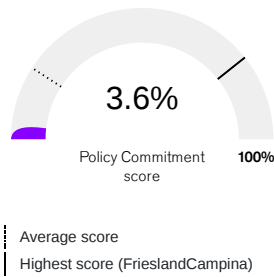 3.6%
Policy Commitment
score
100%
Average score
Highest score (FrieslandCampina)